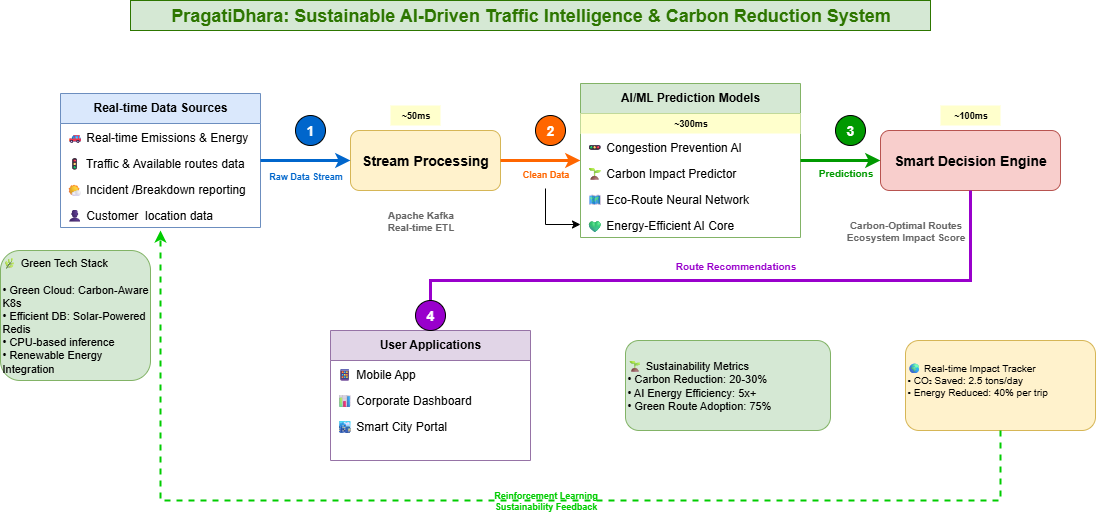 PragatiDhara: Sustainable AI-Driven Traffic Intelligence & Carbon Reduction System
Real-time Data Sources
Real-time Emissions & Energy
Traffic & Available routes data
Incident /Breakdown reporting
Customer location data
1
Raw Data Stream
~50ms
Stream Processing
Apache Kafka
Real-time ETL
2
Clean Data
AI/ML Prediction Models
~300ms
Congestion Prevention AI
Carbon Impact Predictor
Eco-Route Neural Network
Energy-Efficient AI Core
3
Predictions
~100ms
Smart Decision Engine
Carbon-Optimal Routes
Ecosystem Impact Score
Route Recommendations
Green Tech Stack
• Green Cloud: Carbon-Aware
K8s
• Efficient DB: Solar-Powered
Redis
• CPU-based inference
• Renewable Energy
Integration
4
User Applications
Mobile App
Corporate Dashboard
Smart City Portal
Sustainability Metrics
• Carbon Reduction: 20-30%
• AI Energy Efficiency: 5x+
• Green Route Adoption: 75%
Real-time Impact Tracker
• CO₂ Saved: 2.5 tons/day
• Energy Reduced: 40% per trip
Reinforcement Learning
Sustainability Feedback